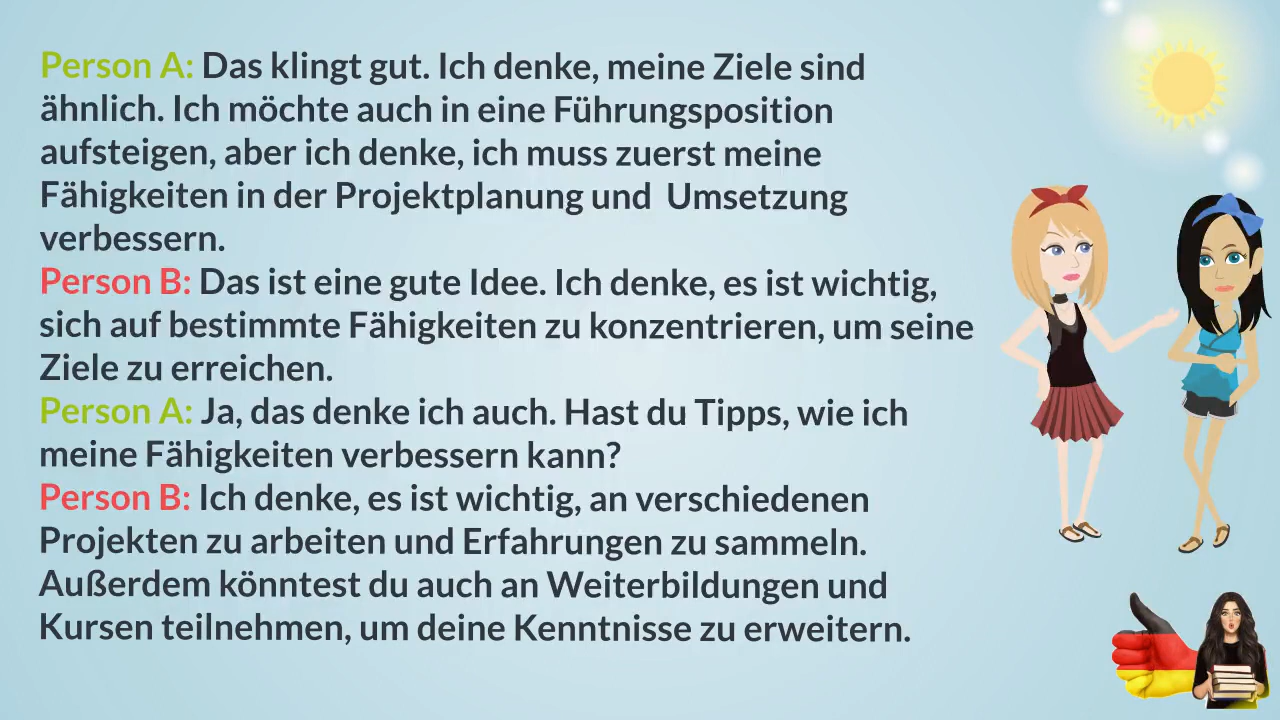 Person A: Das klingt gut. Ich denke, meine Ziele sind
ähnlich. Ich möchte auch in eine Führungsposition
aufsteigen, aber ich denke, ich muss zuerst meine
Fähigkeiten in der Projektplanung und  Umsetzung
verbessern.
Person B: Das ist eine gute Idee. Ich denke, es ist wichtig,
sich auf bestimmte Fähigkeiten zu konzentrieren, um seine
Ziele zu erreichen.
Person A: Ja, das denke ich auch. Hast du Tipps, wie ich
meine Fähigkeiten verbessern kann?
Person B: Ich denke, es ist wichtig, an verschiedenen
Projekten zu arbeiten und Erfahrungen zu sammeln.
Außerdem könntest du auch an Weiterbildungen und
Kursen teilnehmen, um deine Kenntnisse zu erweitern.